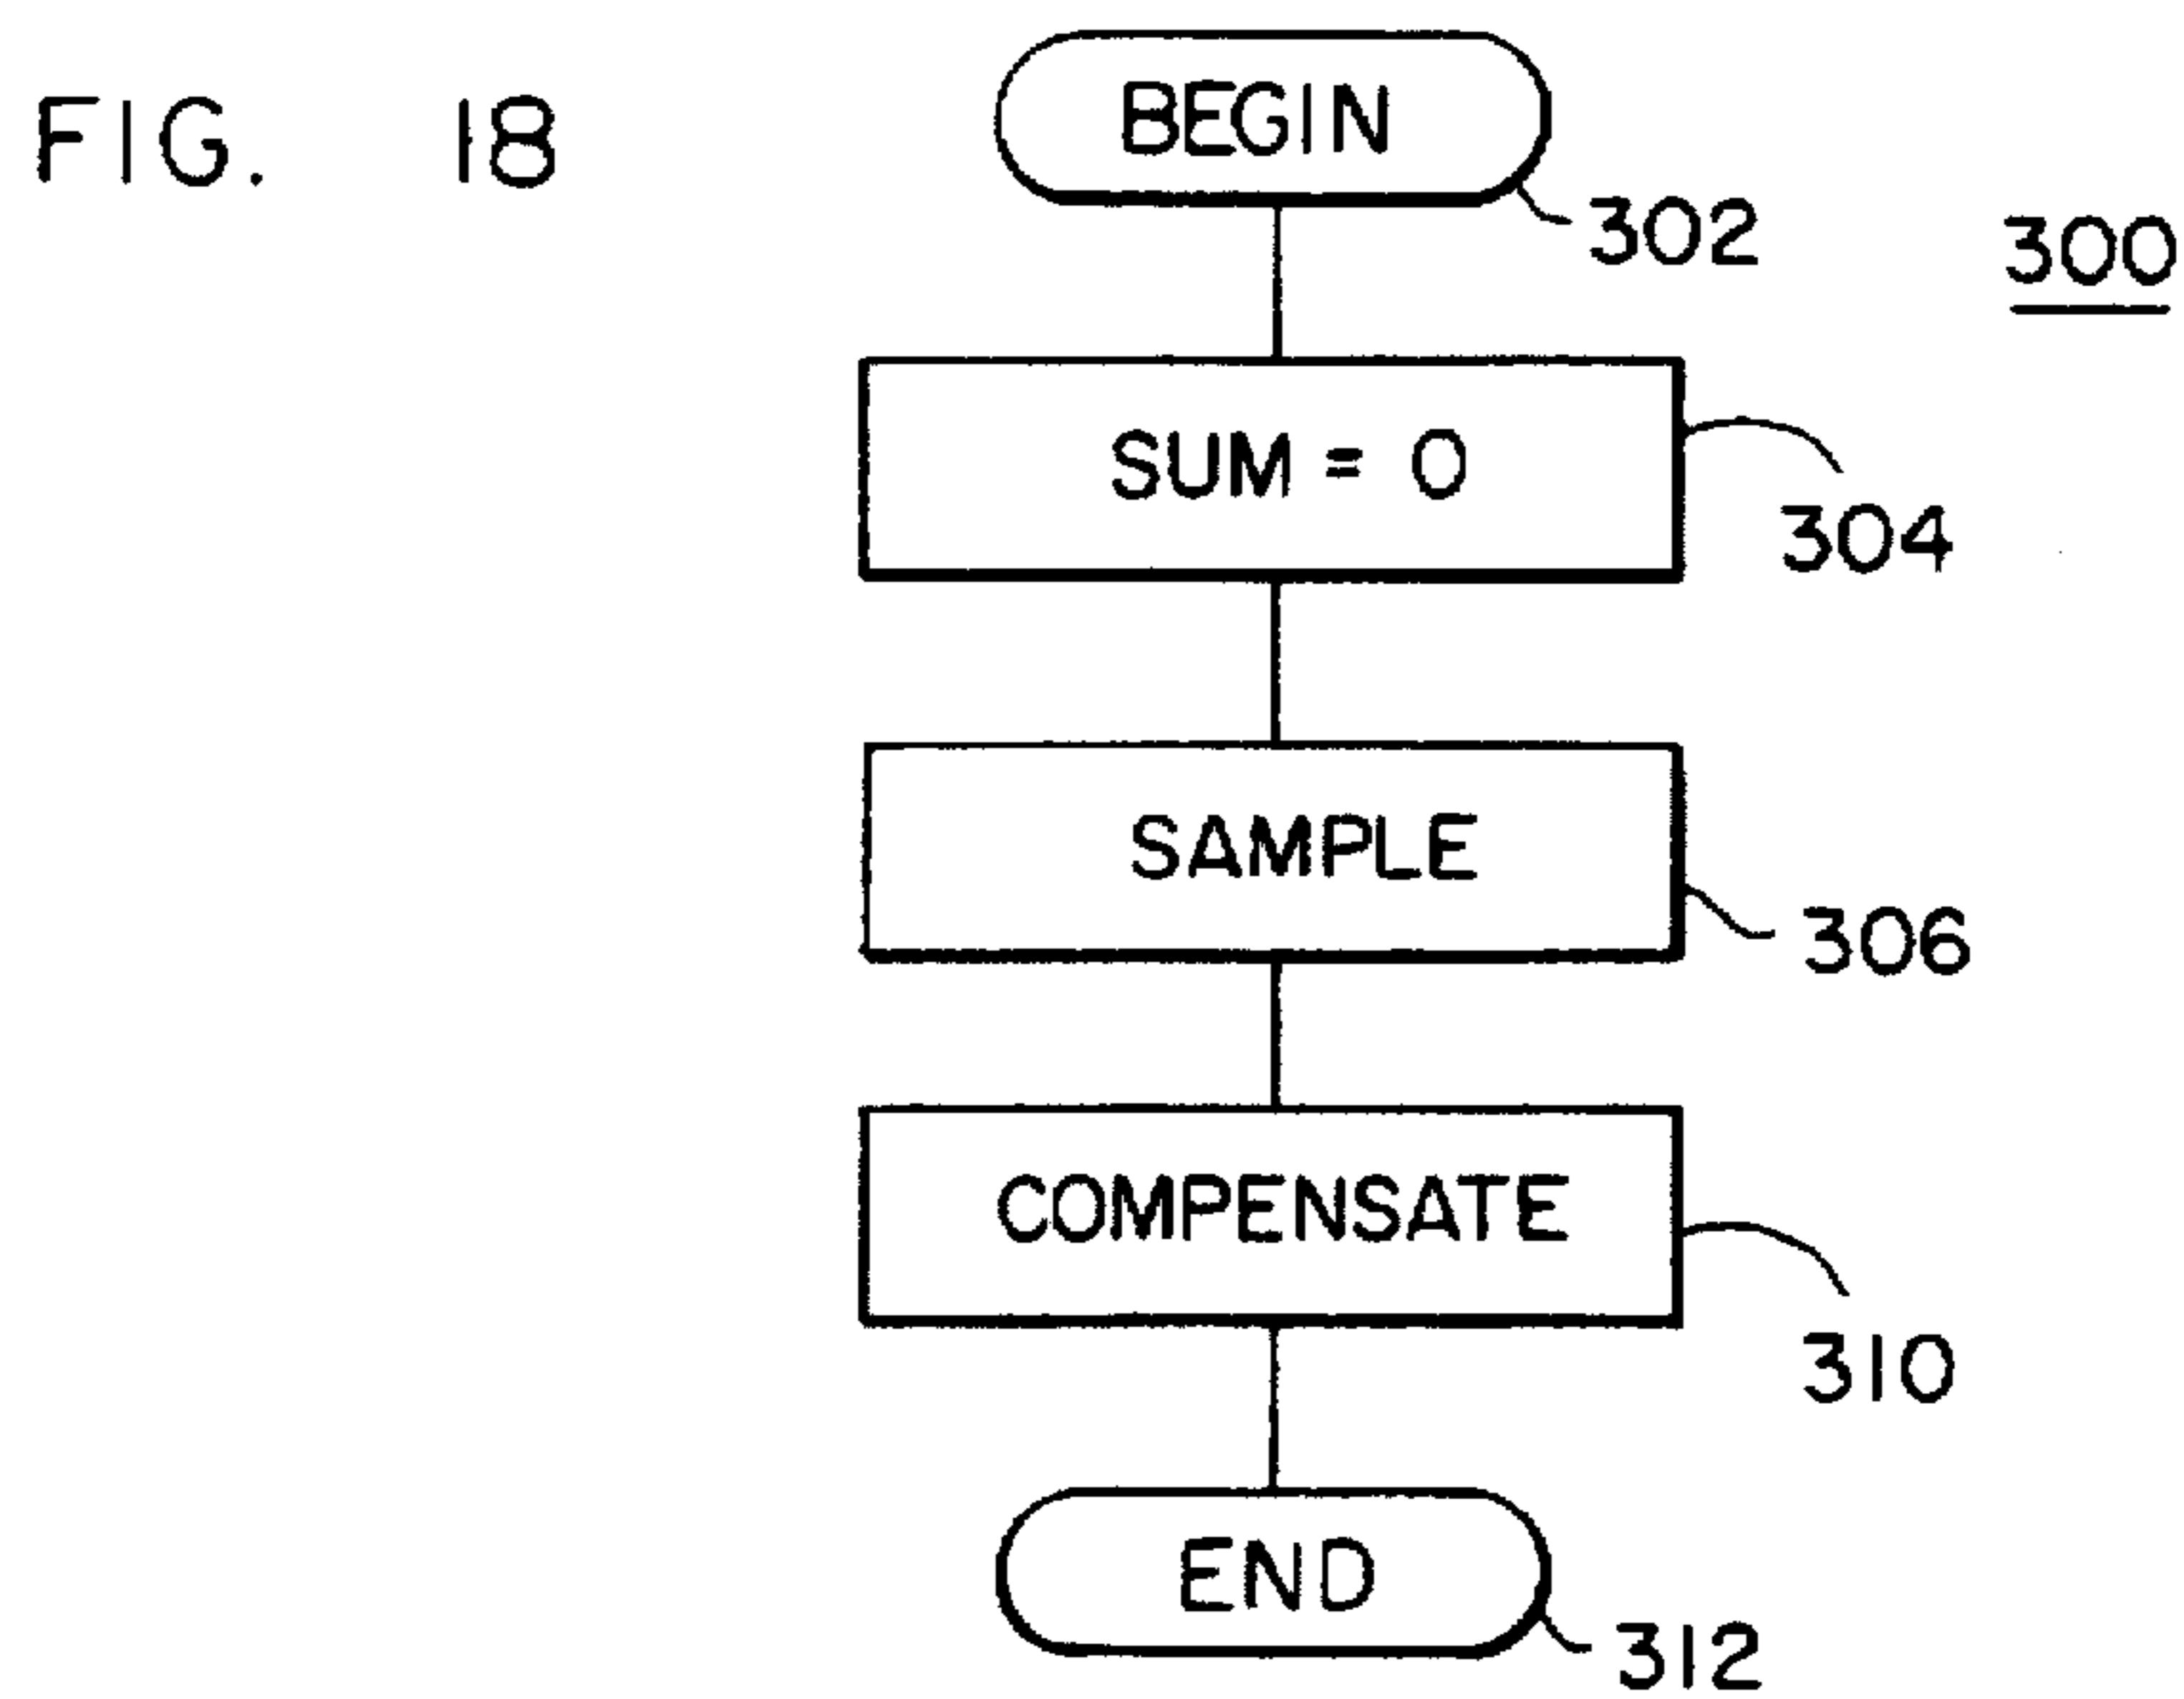 FIG. 18
BEGIN
302
300
SUM = 0
304
SAMPLE
306
COMPENSATE
310
END
312